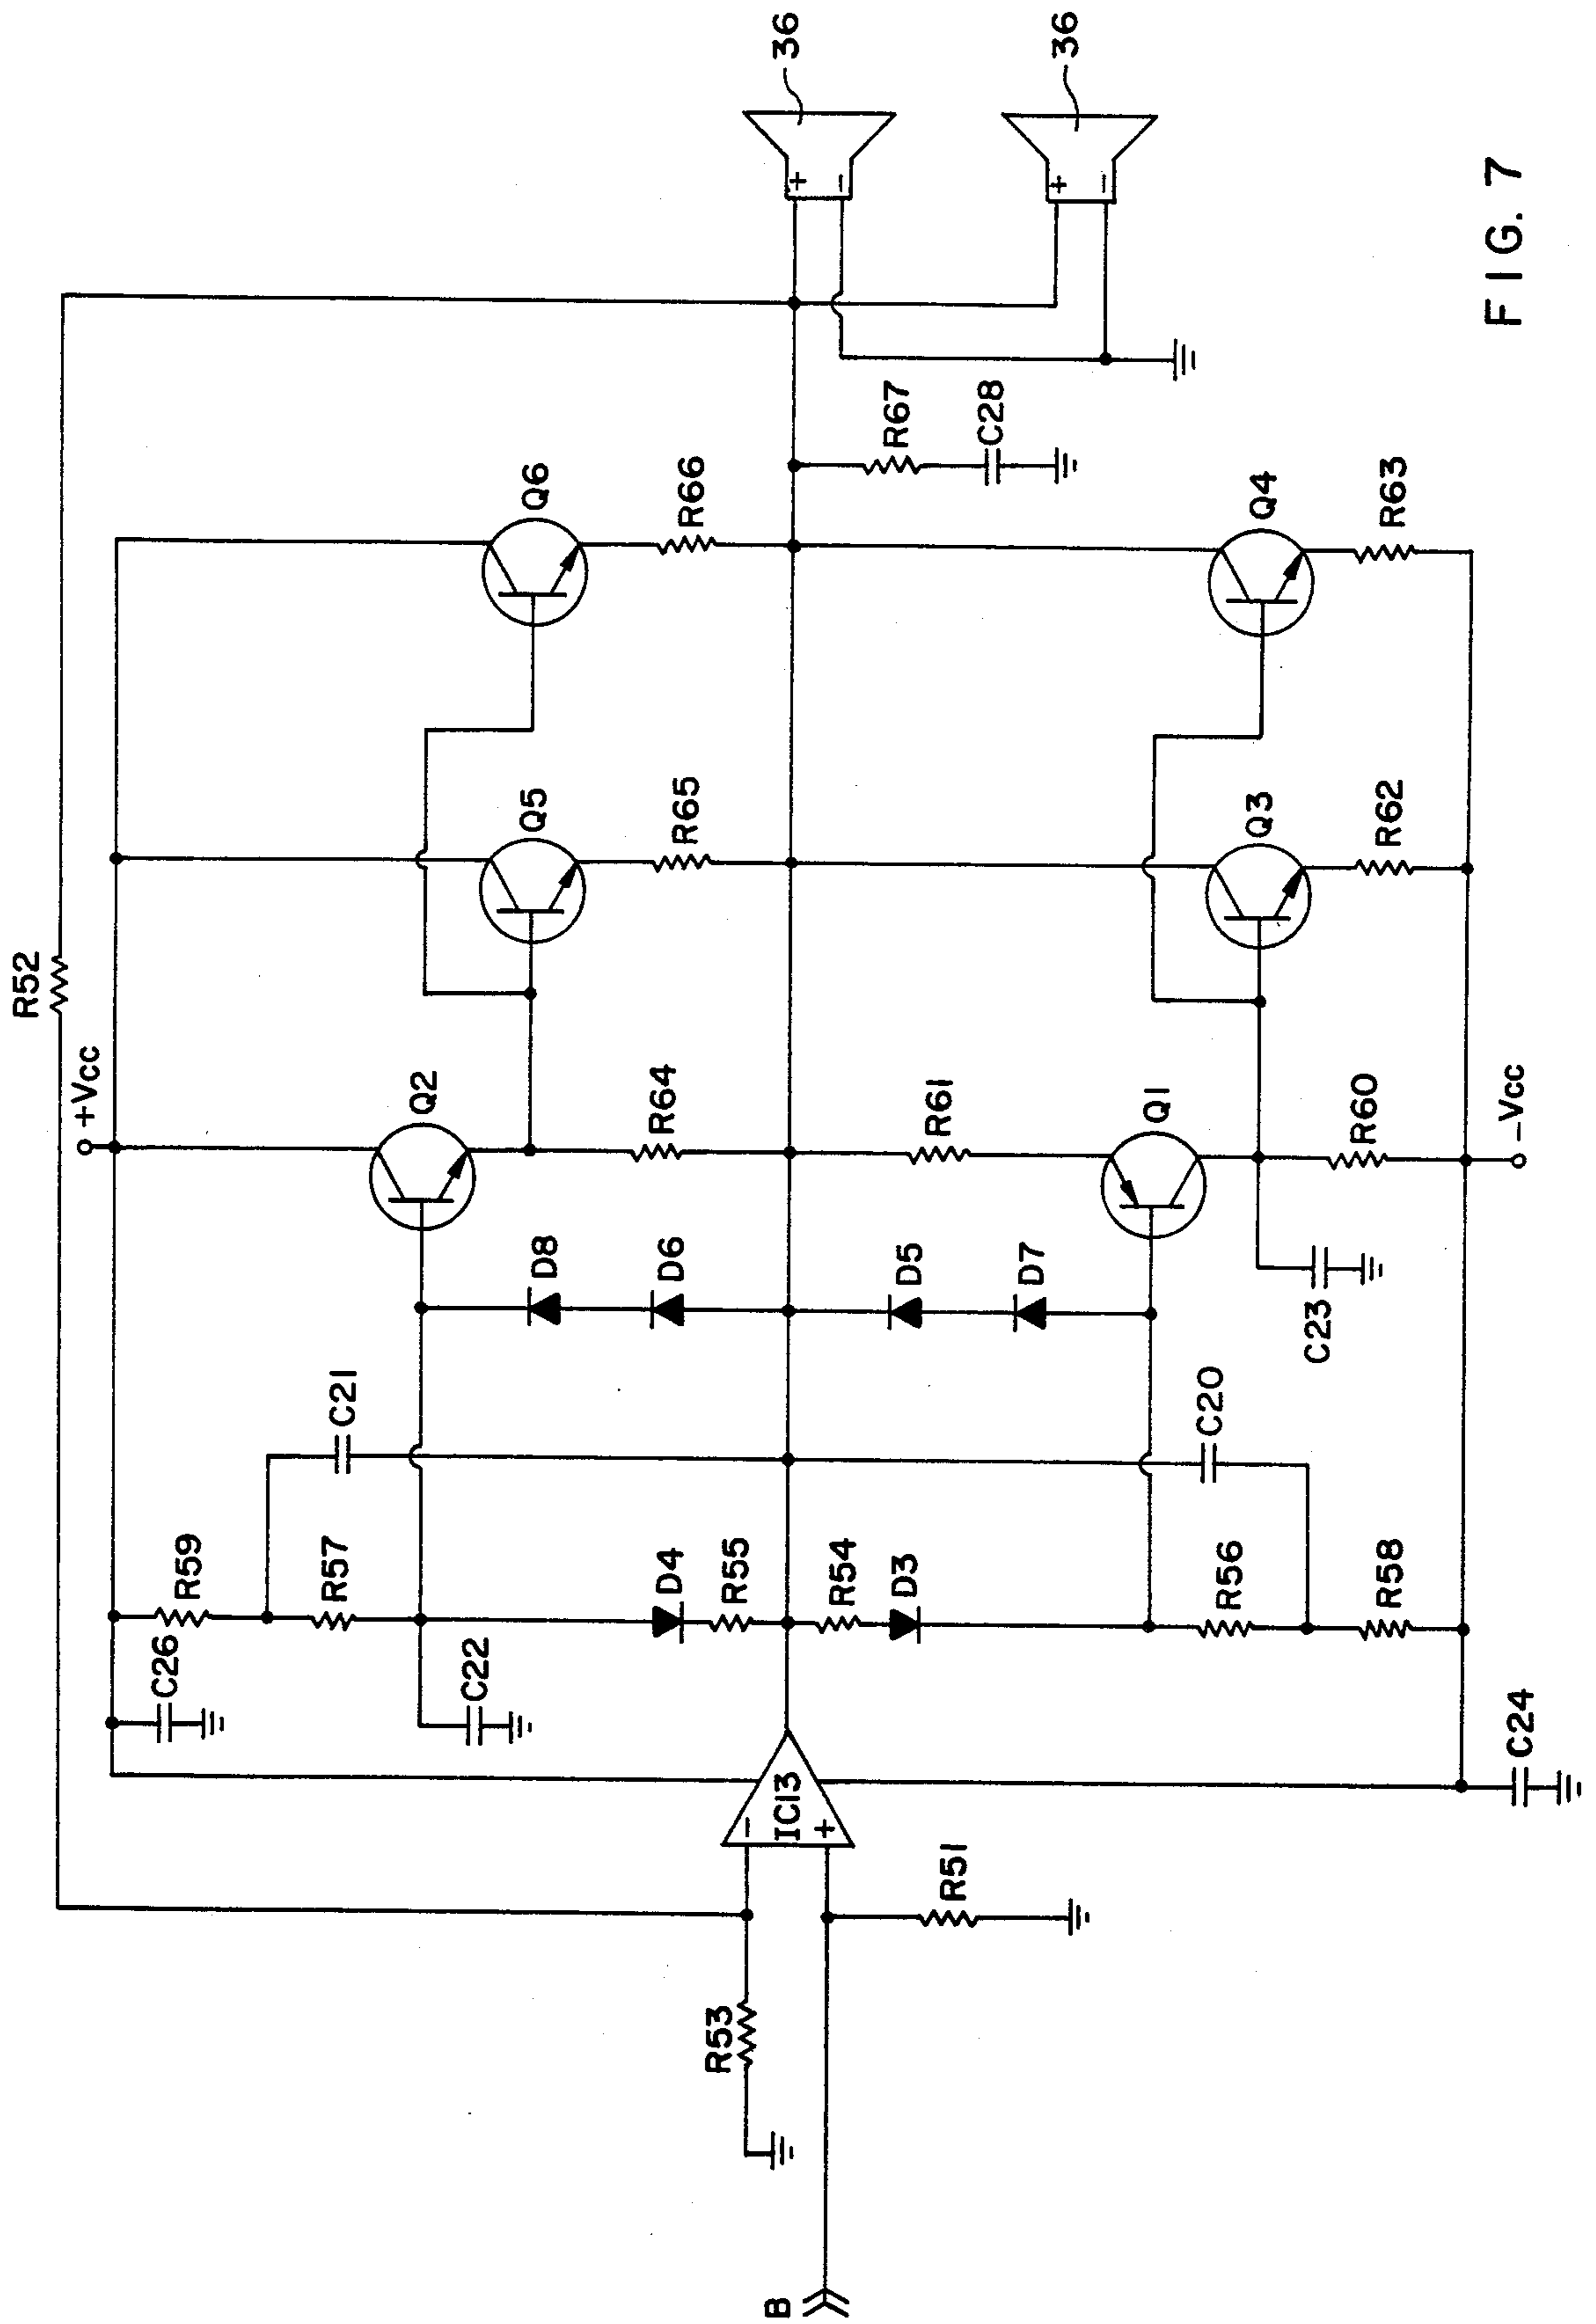 R52
+Vcc
36
36
Q6
Q5
Q2
R66
R65
R64
R67
C28
D8
D6
C21
R59
R57
C26
C22
D4
R55
R54
D3
D5
D7
R61
Q1
Q3
Q4
R63
R62
R60
C23
C20
R56
R58
-Vcc
C24
+
−
+
−
−
IC13
+
R51
R53
B
FIG. 7